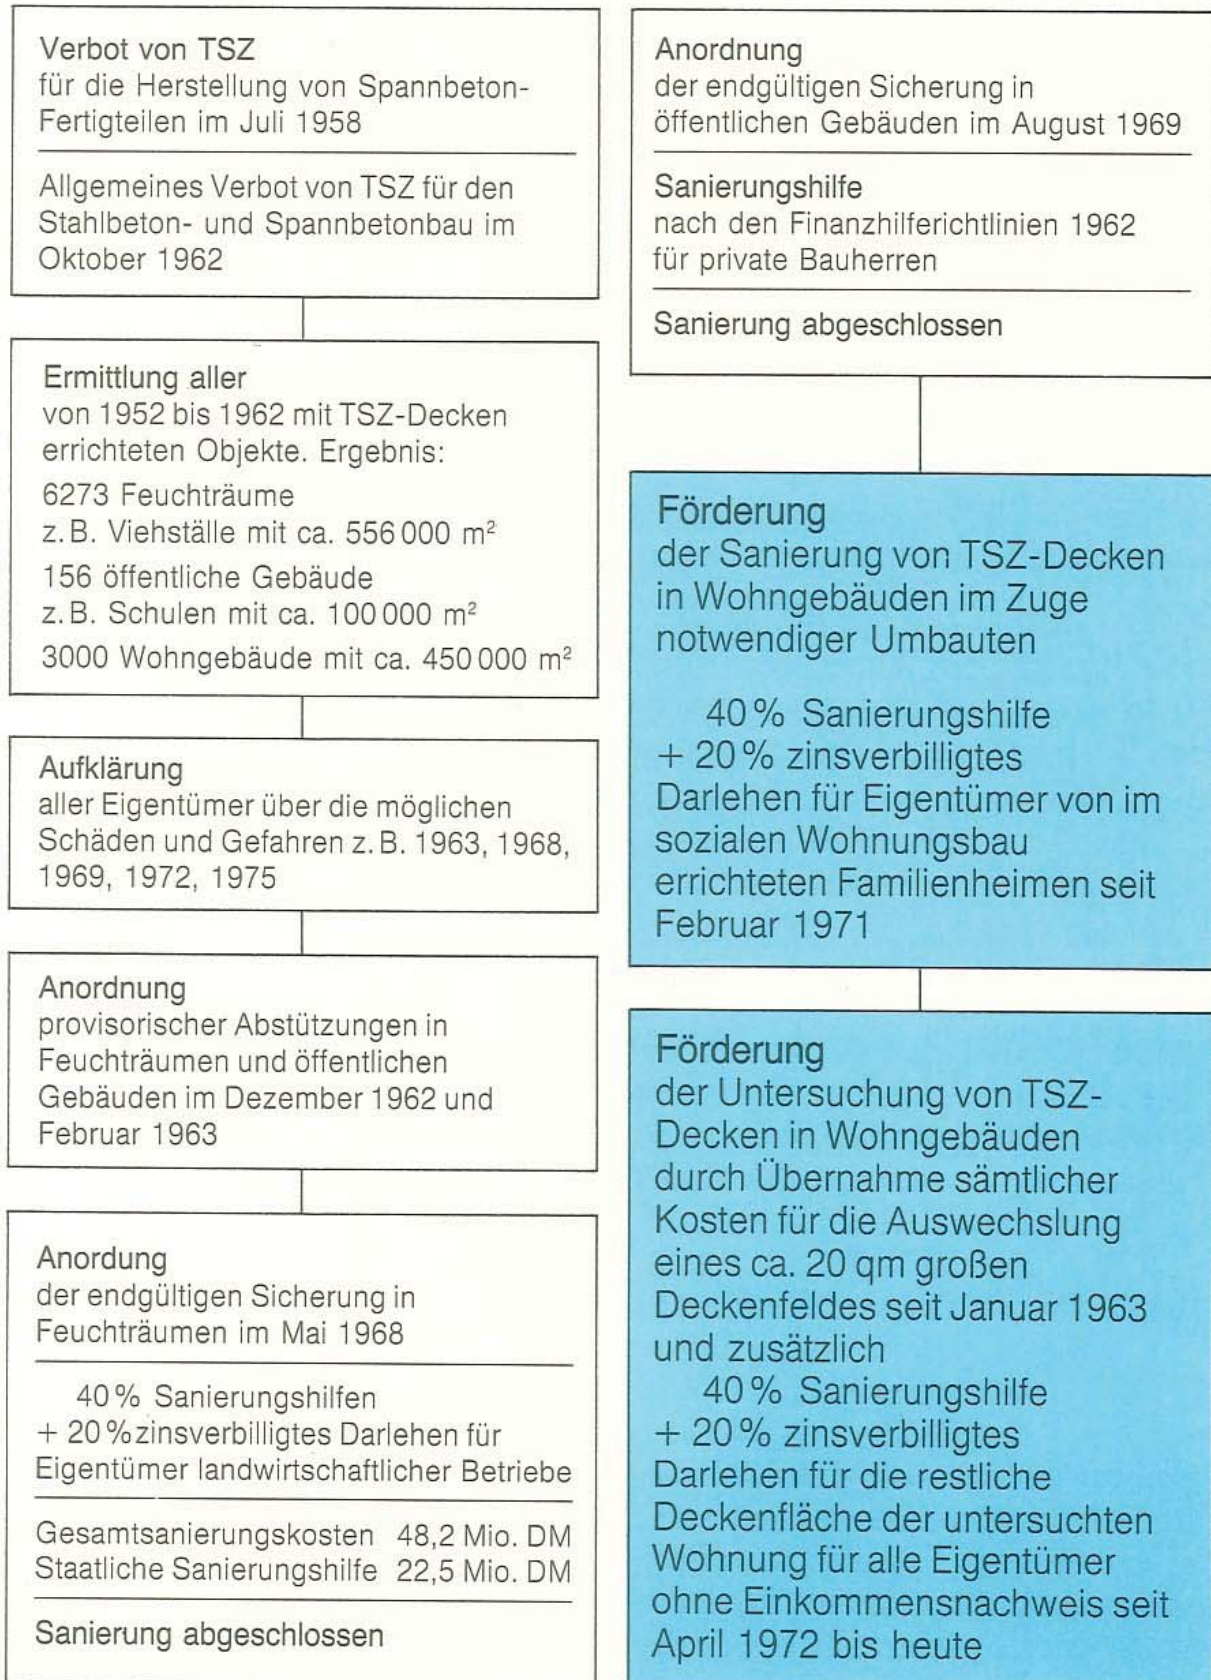 Verbot von TSZ
für die Herstellung von Spannbeton-
Fertigteilen im Juli 1958
Allgemeines Verbot von TSZ für den
Stahlbeton- und Spannbetonbau im
Oktober 1962
Ermittlung aller
von 1952 bis 1962 mit TSZ-Decken
errichteten Objekte. Ergebnis:
6273 Feuchträume
z.B. Viehställe mit ca. 556 000 m²
156 öffentliche Gebäude
z.B. Schulen mit ca. 100 000 m²
3000 Wohngebäude mit ca. 450 000 m²
Aufklärung
aller Eigentümer über die möglichen
Schäden und Gefahren z.B. 1963, 1968,
1969, 1972, 1975
Anordnung
provisorischer Abstützungen in
Feuchträumen und öffentlichen
Gebäuden im Dezember 1962 und
Februar 1963
Anordung
der endgültigen Sicherung in
Feuchträumen im Mai 1968
40 % Sanierungshilfen
+ 20 % zinsverbilligtes Darlehen für
Eigentümer landwirtschaftlicher Betriebe
Gesamtsanierungskosten 48,2 Mio. DM
Staatliche Sanierungshilfe 22,5 Mio. DM
Sanierung abgeschlossen
Anordnung
der endgültigen Sicherung in
öffentlichen Gebäuden im August 1969
Sanierungshilfe
nach den Finanzhilferichtlinien 1962
für private Bauherren
Sanierung abgeschlossen
Förderung
der Sanierung von TSZ-Decken
in Wohngebäuden im Zuge
notwendiger Umbauten
40 % Sanierungshilfe
+ 20 % zinsverbilligtes
Darlehen für Eigentümer von im
sozialen Wohnungsbau
errichteten Familienheimen seit
Februar 1971
Förderung
der Untersuchung von TSZ-
Decken in Wohngebäuden
durch Übernahme sämtlicher
Kosten für die Auswechslung
eines ca. 20 qm großen
Deckenfeldes seit Januar 1963
und zusätzlich
40 % Sanierungshilfe
+ 20 % zinsverbilligtes
Darlehen für die restliche
Deckenfläche der untersuchten
Wohnung für alle Eigentümer
ohne Einkommensnachweis seit
April 1972 bis heute